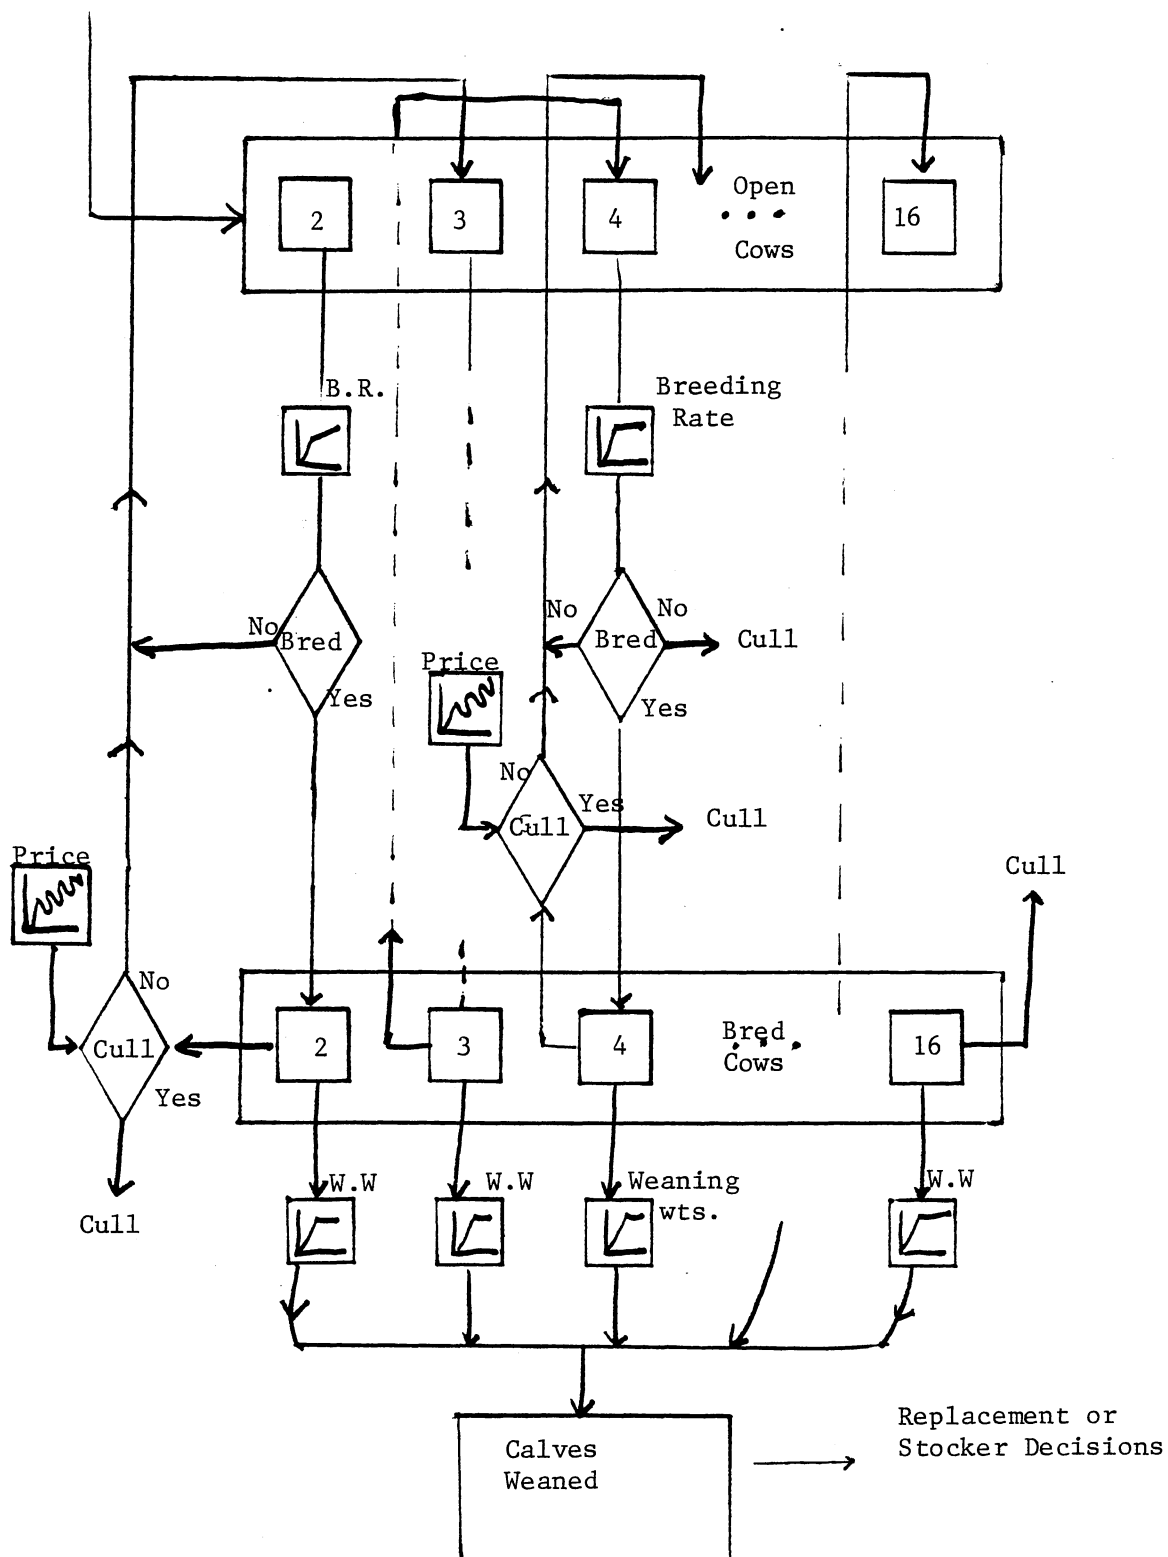 Open
2
3
4
16
Cows
B.R.
Breeding
Rate
No
Bred
Yes
No
No
Bred
Cull
Yes
Price
No
Yes
Cull
Cull
Price
Cull
No
Cull
Yes
Cull
2
3
4
Bred
Cows
16
W.W
W.W
Weaning
wts.
W.W
Calves
Weaned
Replacement or
Stocker Decisions